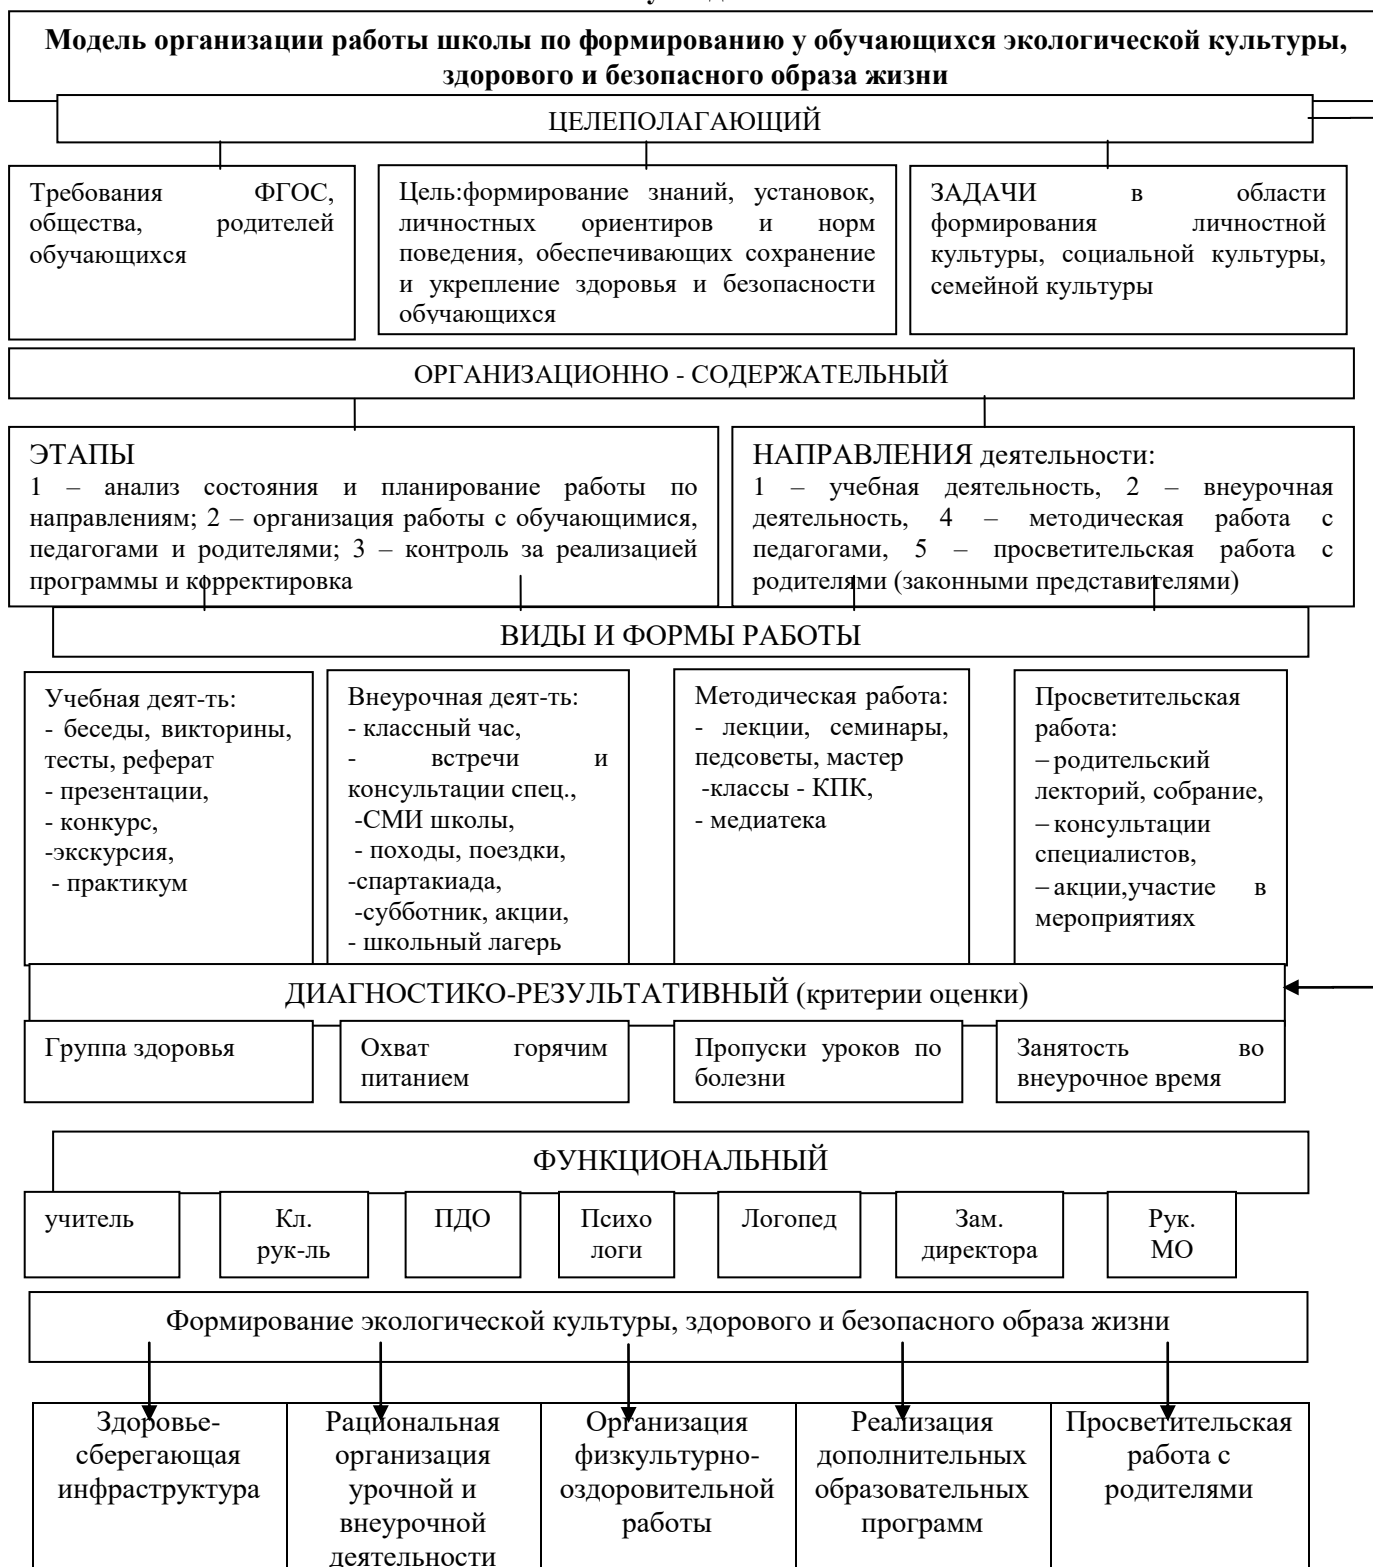 Модель организации работы школы по формированию у обучающихся экологической культуры,
здорового и безопасного образа жизни
ЦЕЛЕПОЛАГАЮЩИЙ
Требования ФГОС,
общества, родителей
обучающихся
Цель:формирование знаний, установок,
личностных ориентиров и норм
поведения, обеспечивающих сохранение
и укрепление здоровья и безопасности
обучающихся
ЗАДАЧИ в области
формирования личностной
культуры, социальной культуры,
семейной культуры
ОРГАНИЗАЦИОННО - СОДЕРЖАТЕЛЬНЫЙ
ЭТАПЫ
1 – анализ состояния и планирование работы по
направлениям; 2 – организация работы с обучающимися,
педагогами и родителями; 3 – контроль за реализацией
программы и корректировка
НАПРАВЛЕНИЯ деятельности:
1 – учебная деятельность, 2 – внеурочная
деятельность, 4 – методическая работа с
педагогами, 5 – просветительская работа с
родителями (законными представителями)
ВИДЫ И ФОРМЫ РАБОТЫ
Учебная деят-ть:
- беседы, викторины,
тесты, реферат
- презентации,
- конкурс,
-экскурсия,
- практикум
Внеурочная деят-ть:
- классный час,
- встречи и
консультации спец.,
-СМИ школы,
- походы, поездки,
-спартакиада,
-субботник, акции,
- школьный лагерь
Методическая работа:
- лекции, семинары,
педсоветы, мастер
-классы - КПК,
- медиатека
Просветительская
работа:
– родительский
лекторий, собрание,
– консультации
специалистов,
– акции,участие в
мероприятиях
ДИАГНОСТИКО-РЕЗУЛЬТАТИВНЫЙ (критерии оценки)
Группа здоровья
Охват горячим
питанием
Пропуски уроков по
болезни
Занятость во
внеурочное время
ФУНКЦИОНАЛЬНЫЙ
учитель
Кл.
рук-ль
ПДО
Психо
логи
Логопед
Зам.
директора
Рук.
МО
Формирование экологической культуры, здорового и безопасного образа жизни
Здоровье-
сберегающая
инфраструктура
Рациональная
организация
урочной и
внеурочной
деятельности
Организация
физкультурно-
оздоровительной
работы
Реализация
дополнительных
образовательных
программ
Просветительская
работа с
родителями